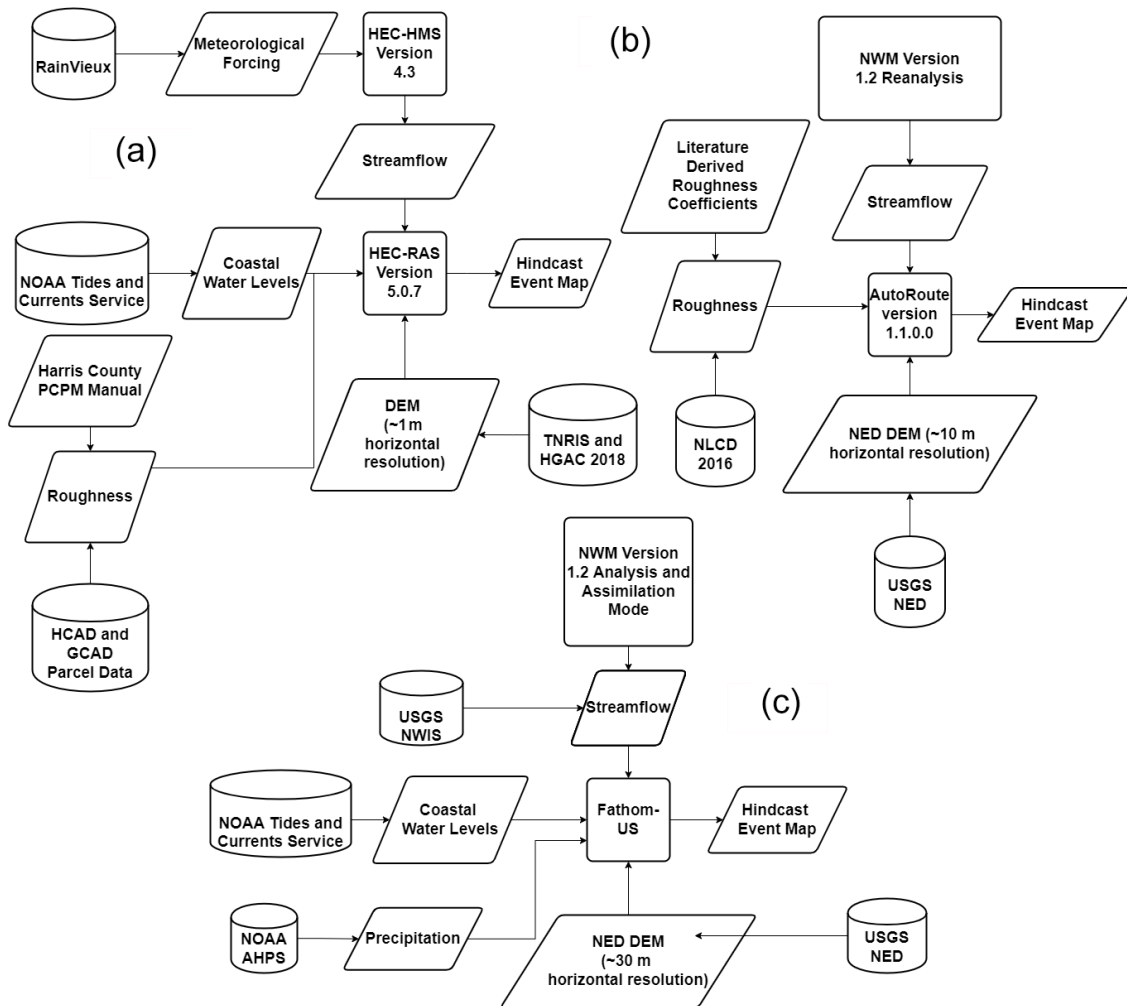 RainVieux
Meteorological
Forcing
HEC-HMS
Version
4.3
(a)
Streamflow
NOAA Tides and
Currents Service
Coastal
Water Levels
HEC-RAS
Version
5.0.7
Hindcast
Event Map
Harris County
PCPM Manual
Roughness
HCAD and
GCAD
Parcel Data
DEM
(~1 m
horizontal
resolution)
TNRIS and
HGAC 2018
(b)
NWM Version
1.2 Reanalysis
Literature
Derived
Roughness
Coefficients
Streamflow
Roughness
AutoRoute
version
1.1.0.0
Hindcast
Event Map
NLCD
2016
NED DEM (~10 m
horizontal resolution)
USGS
NED
NWM Version
1.2 Analysis and
Assimilation
Mode
(c)
USGS
NWIS
Streamflow
NOAA Tides and
Currents Service
Coastal
Water Levels
Fathom-
US
Hindcast
Event Map
NOAA
AHPS
Precipitation
NED DEM
(~30 m
horizontal resolution)
USGS
NED